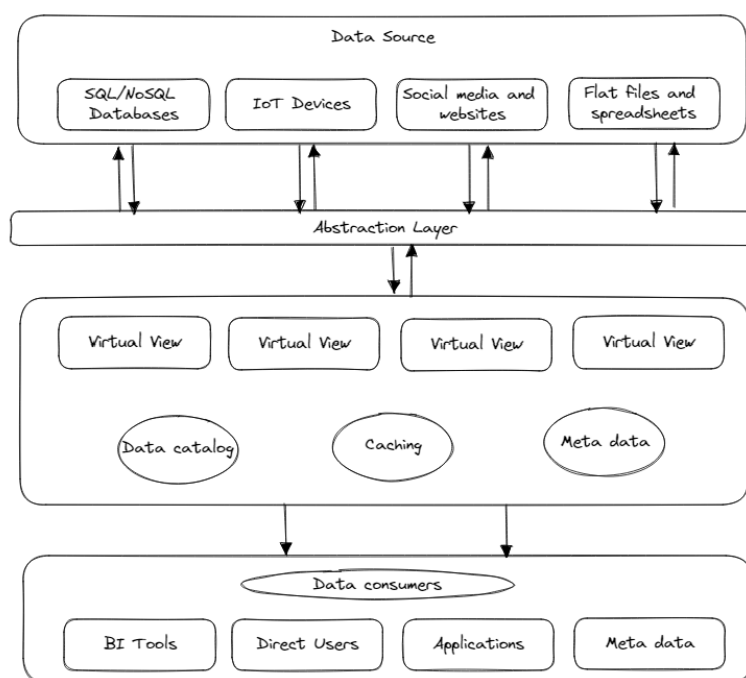 Data Source
SQL/NoSQL
Databases
IoT Devices
Social media and
websites
Flat files and
spreadsheets
Abstraction Layer
Virtual View
Virtual View
Virtual View
Virtual View
Data catalog
Caching
Meta data
Data consumers
BI Tools
Direct Users
Applications
Meta data